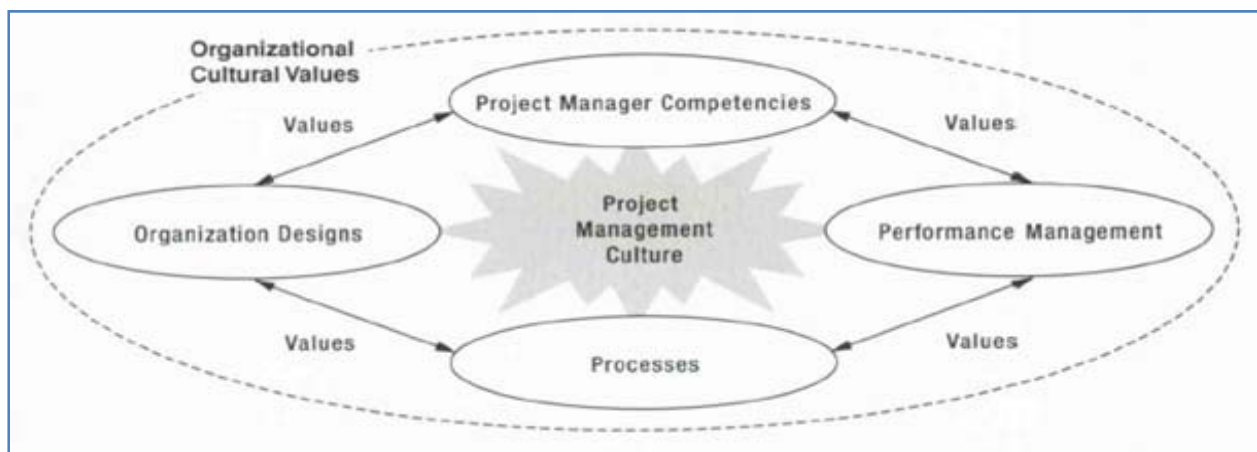 Organizational
Cultural Values
Project Manager Competencies
Values
Values
Project
Management
Culture
Organization Designs
Performance Management
Values
Values
Processes